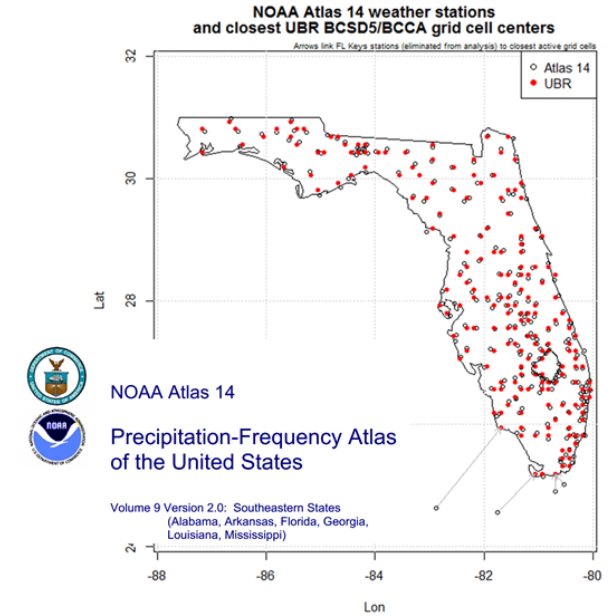 NOAA Atlas 14 weather stations
and closest UBR BCSD5/BCCA grid cell centers
Arrows link FL Keys stations (eliminated from analysis) to closest active grid cells
Atlas 14
UBR
32
30
28
24
Lat
-88
-86
-84
-82
-80
Lon
NOAA
NOAA Atlas 14
Precipitation-Frequency Atlas
of the United States
Volume 9 Version 2.0: Southeastern States
(Alabama, Arkansas, Florida, Georgia,
Louisiana, Mississippi)